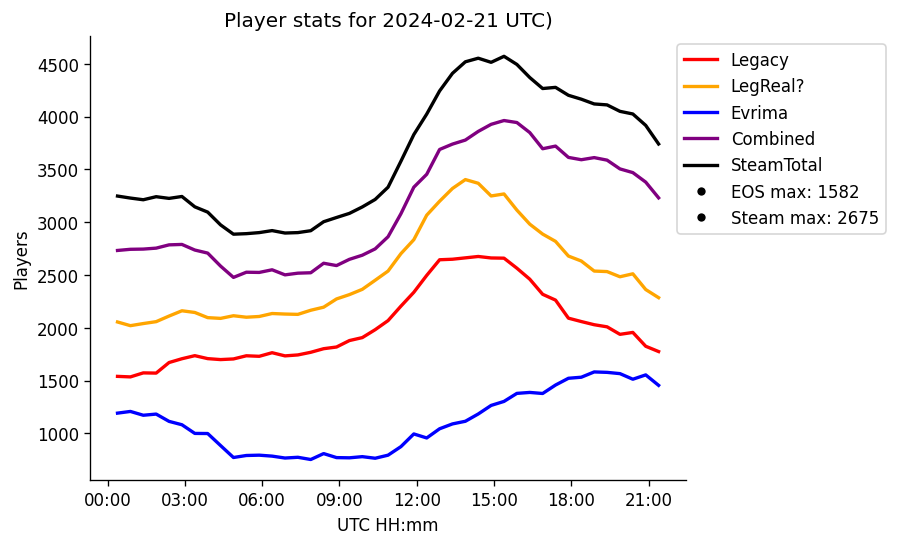 Player stats for 2024-02-21 UTC)
4500
4000
3500
3000
2500
2000
1500
1000
Players
00:00 03:00 06:00 09:00 12:00 15:00 18:00 21:00
UTC HH:mm
Legacy
LegReal?
Evrima
Combined
SteamTotal
EOS max: 1582
Steam max: 2675